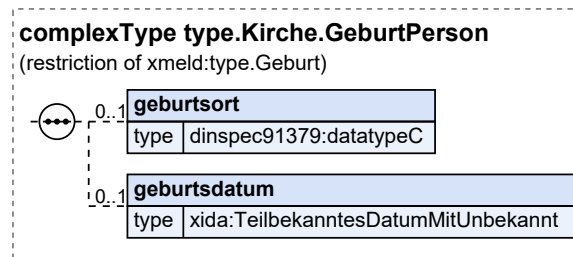 complexType type.Kirche.GeburtPerson
(restriction of xmeld:type.Geburt)
0..1 geburtsort
type dinspec91379:datatypeC
0..1 geburtsdatum
type xida:TeilbekanntesDatumMitUnbekannt